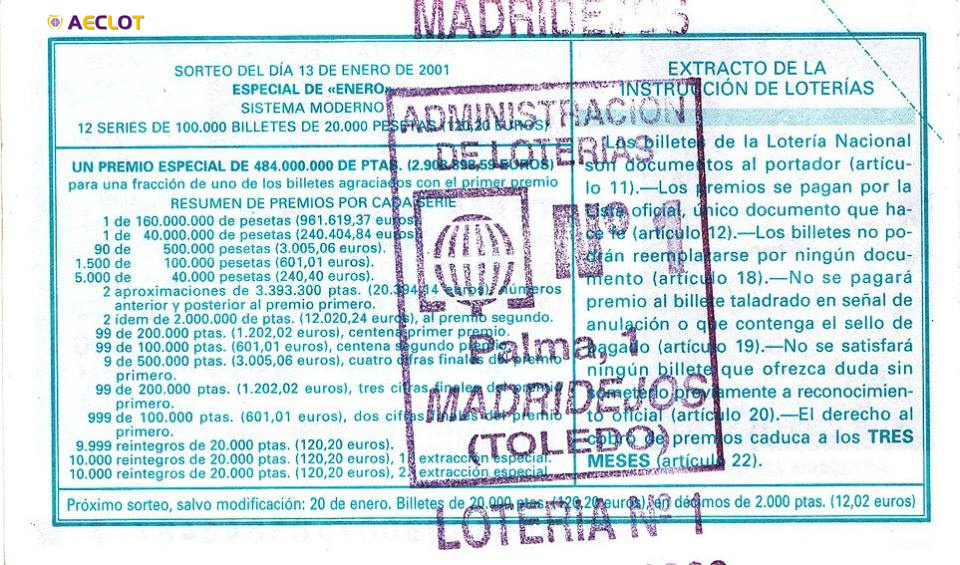 AECLOT
MADRIDEJOS
SORTEO DEL DÍA 13 DE ENERO DE 2001
ESPECIAL DE «ENERO»
SISTEMA MODERNO
12 SERIES DE 100.000 BILLETES DE 20.000 PESETAS (120,20 EUROS)
UN PREMIO ESPECIAL DE 484.000.000 DE PTAS. (2.908.898,59 EUROS)
para una fracción de uno de los billetes agraciados con el primer premio
RESUMEN DE PREMIOS POR CADA SERIE
1 de 160.000.000 de pesetas (961.619,37 euros).
1 de 40.000.000 de pesetas (240.404,84 euros).
90 de 500.000 pesetas (3.005,06 euros).
1.500 de 100.000 pesetas (601,01 euros).
5.000 de 40.000 pesetas (240,40 euros).
2 aproximaciones de 3.393.300 ptas. (20.394,14 euros), números
anterior y posterior al premio primero.
2 idem de 2.000.000 ptas. (12.020,24 euros), al premio segundo.
99 de 200.000 ptas. (1.202,02 euros), centena primer premio.
99 de 100.000 ptas. (601,01 euros), centena segundo premio.
9 de 500.000 ptas. (3.005,06 euros), cuatro cifras finales del premio
primero.
99 de 200.000 ptas. (1.202,02 euros), tres cifras finales del premio
primero.
999 de 100.000 ptas. (601,01 euros), dos cifras finales del premio
primero.
9.999 reintegros de 20.000 ptas. (120,20 euros).
10.000 reintegros de 20.000 ptas. (120,20 euros), 1ª extracción especial.
10.000 reintegros de 20.000 ptas. (120,20 euros), 2ª extracción especial.
EXTRACTO DE LA
INSTRUCCIÓN DE LOTERÍAS
Los billetes de la Lotería Nacional
son documentos al portador (artícu-
lo 11).—Los premios se pagan por la
Lista oficial, único documento que ha-
ce fe (artículo 12).—Los billetes no po-
drán reemplazarse por ningún docu-
mento (artículo 18).—No se pagará
premio al billete taladrado en señal de
anulación o que contenga el sello de
pagado (artículo 19).—No se satisfará
ningún billete que ofrezca duda sin
someterlo previamente a reconocimien-
to oficial (artículo 20).—El derecho al
cobro de premios caduca a los TRES
MESES (artículo 22).
ADMINISTRACION
DE LOTERIAS
Nº 1
Palma, 1
MADRIDEJOS
(TOLEDO)
Próximo sorteo, salvo modificación: 20 de enero. Billetes de 20.000 ptas. (120,20 euros), en décimos de 2.000 ptas. (12,02 euros)
LOTERIA Nº 1